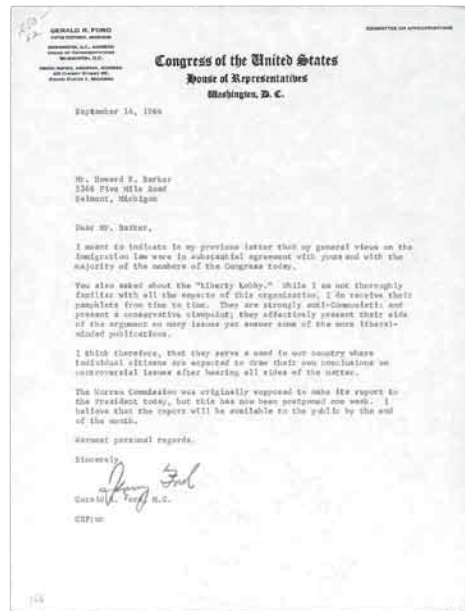 GERALD R. FORD
FIFTH DISTRICT, MICHIGAN
COMMITTEE ON APPROPRIATIONS
Congress of the United States
House of Representatives
Washington, D. C.
September 14, 1964
Mr. Howard E. Barker
5366 Five Mile Road
Belmont, Michigan
Dear Mr. Barker,
I meant to indicate in my previous letter that my general views on the
immigration law were in substantial agreement with yours and with the
majority of the members of the Congress today.
You also asked about the "Liberty Lobby." While I am not thoroughly
familiar with all the aspects of this organization, I do receive their
pamphlets from time to time. They are strongly anti-Communist; and
present a conservative viewpoint; they effectively present their side
of the argument on many issues yet answer some of the more liberal-
minded publications.
I think therefore, that they serve a need in our country where
individual citizens are expected to draw their own conclusions on
controversial issues after hearing all sides of the matter.
The Warren Commission was originally supposed to make its report to
the President today, but this has now been postponed one week. I
believe that the report will be available to the public by the end
of the month.
Warmest personal regards.
Sincerely,
Jerry Ford
Gerald R. Ford, M.C.